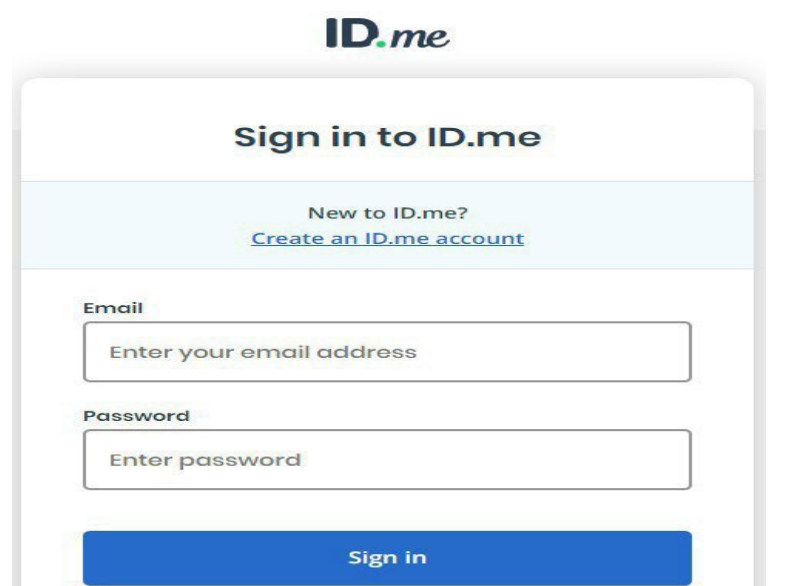 ID.me
Sign in to ID.me
New to ID.me?
Create an ID.me account
Email
Enter your email address
Password
Enter password
Sign in